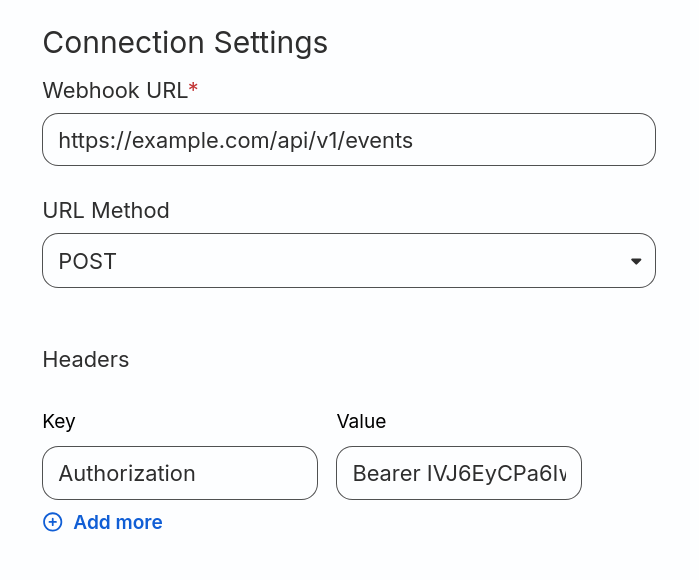 Connection Settings
Webhook URL*
https://example.com/api/v1/events
URL Method
POST
Headers
Key Value
Authorization Bearer
Add more